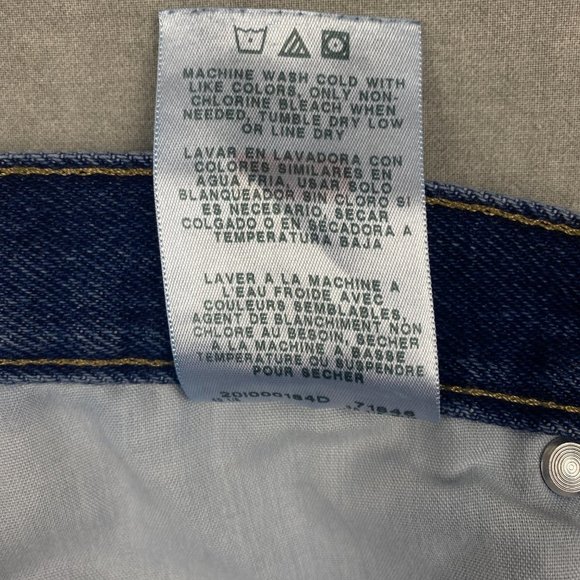 MACHINE WASH COLD WITH
LIKE COLORS, ONLY NON-
CHLORINE BLEACH WHEN
NEEDED, TUMBLE DRY LOW
OR LINE DRY
LAVAR EN LAVADORA CON
COLORES SIMILARES EN
AGUA FRIA, USAR SOLO
BLANQUEADOR SIN CLORO SI
ES NECESARIO, SECAR
COLGADO O EN SECADORA A
TEMPERATURA BAJA
LAVER A LA MACHINE A
L'EAU FROIDE AVEC
COULEURS SEMBLABLES,
AGENT DE BLANCHIMENT NON
CHLORE AU BESOIN, SECHER
A LA MACHINE A BASSE
TEMPERATURE OU SUSPENDRE
POUR SECHER